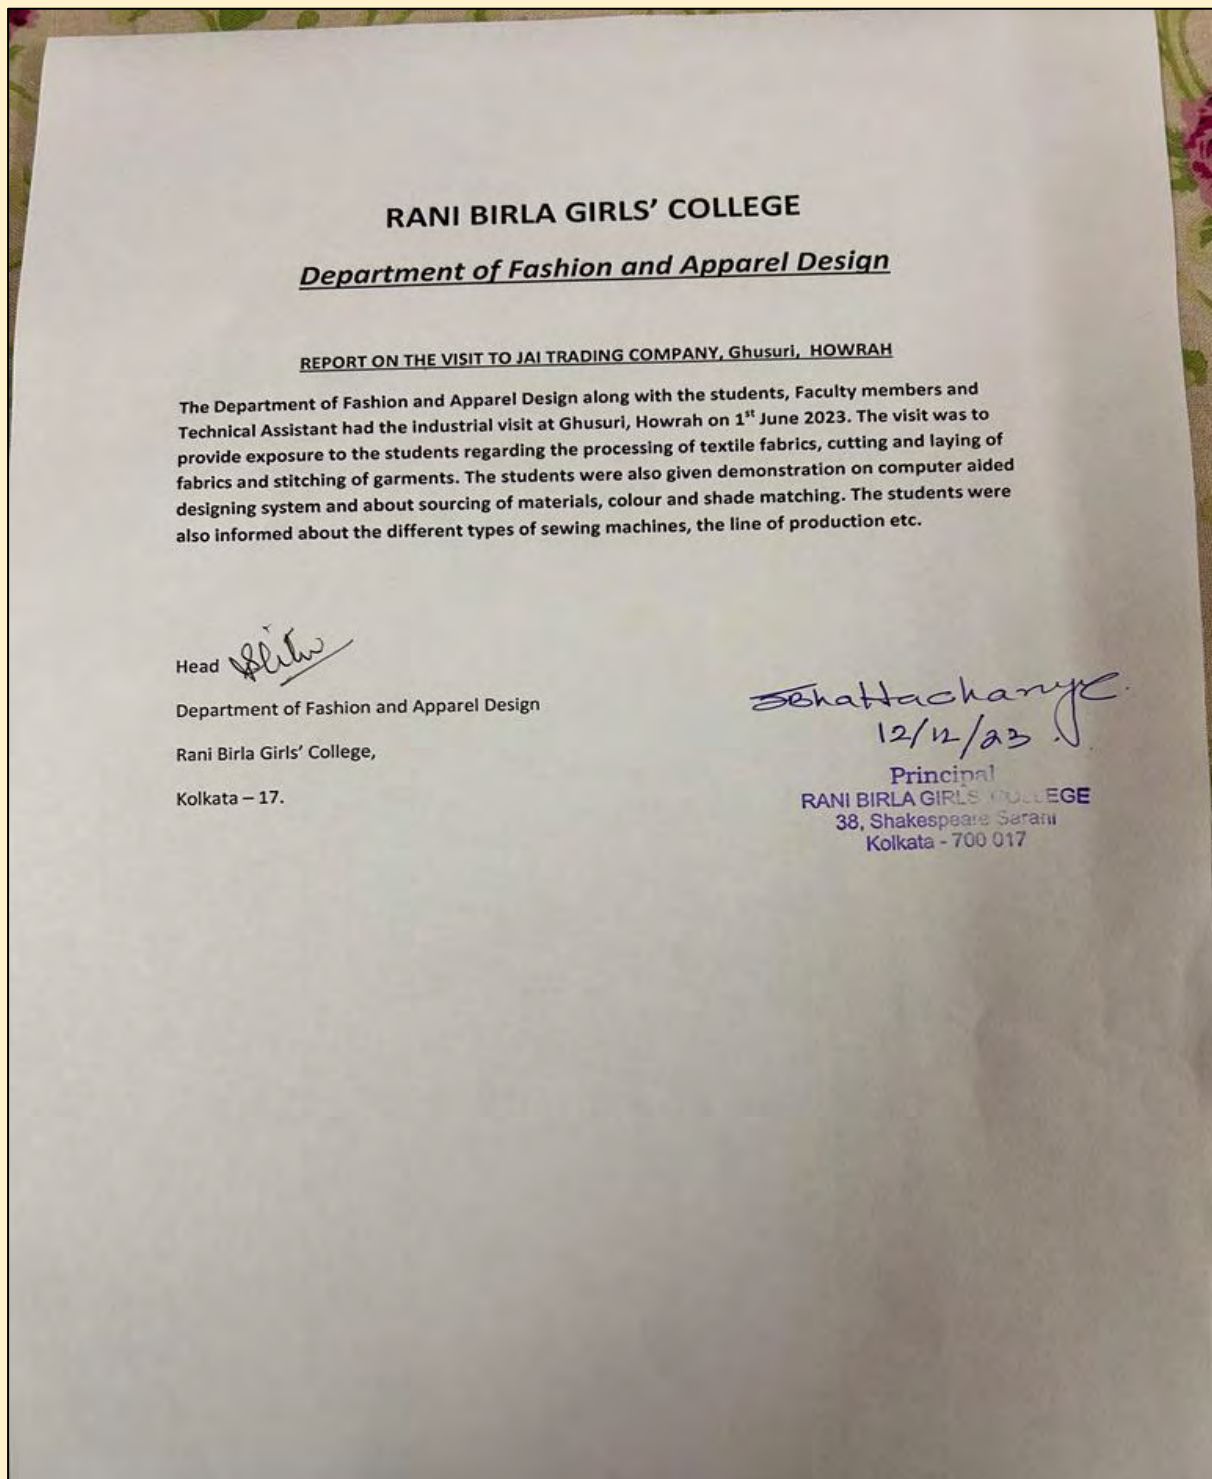 RANI BIRLA GIRLS’ COLLEGE
Department of Fashion and Apparel Design
REPORT ON THE VISIT TO JAI TRADING COMPANY, Ghusuri, HOWRAH
The Department of Fashion and Apparel Design along with the students, Faculty members and
Technical Assistant had the industrial visit at Ghusuri, Howrah on 1st June 2023. The visit was to
provide exposure to the students regarding the processing of textile fabrics, cutting and laying of
fabrics and stitching of garments. The students were also given demonstration on computer aided
designing system and about sourcing of materials, colour and shade matching. The students were
also informed about the different types of sewing machines, the line of production etc.
Head
Department of Fashion and Apparel Design
Rani Birla Girls’ College,
Kolkata – 17.
12/12/23
Principal
RANI BIRLA GIRLS COLLEGE
38, Shakespeare Sarani
Kolkata - 700 017